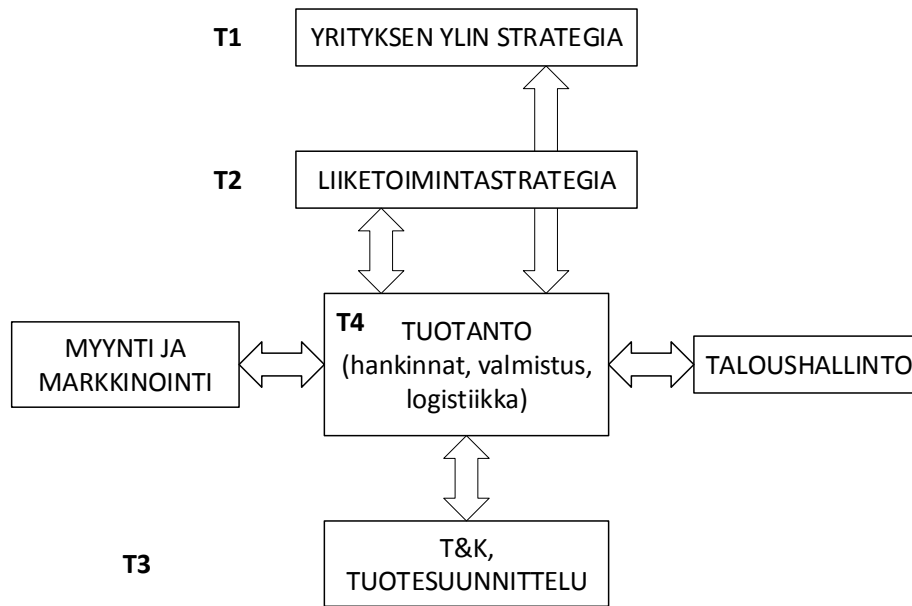 T1
YRITYKSEN YLIN STRATEGIA
T2
LIIKETOIMINTASTRATEGIA
MYYNTI JA
MARKKINOINTI
T4
TUOTANTO
(hankinnat, valmistus,
logistiikka)
TALOUSHALLINTO
T3
T&K,
TUOTESUUNNITTELU